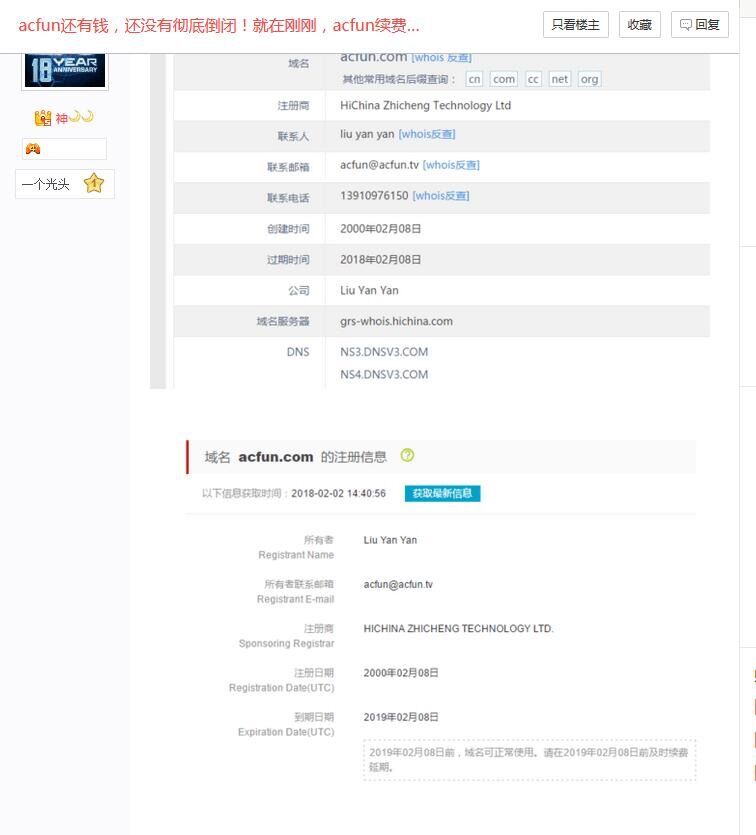 acfun还有钱，还没有彻底倒闭！就在刚刚，acfun续费...
只看楼主
收藏
回复
18 YEAR
ANNIVERSARY
神
一个光头
1
域名 acfun.com [whois 反查]
其他常用域名后缀查询： cn com cc net org
注册商 HiChina Zhicheng Technology Ltd
联系人 liu yan yan [whois反查]
联系邮箱 acfun@acfun.tv [whois反查]
联系电话 13910976150 [whois反查]
创建时间 2000年02月08日
过期时间 2018年02月08日
公司 Liu Yan Yan
域名服务器 grs-whois.hichina.com
DNS NS3.DNSV3.COM
NS4.DNSV3.COM
域名 acfun.com 的注册信息 ?
以下信息获取时间：2018-02-02 14:40:56 获取最新信息
所有者 Liu Yan Yan
Registrant Name
所有者联系邮箱 acfun@acfun.tv
Registrant E-mail
注册商 HICHINA ZHICHENG TECHNOLOGY LTD.
Sponsoring Registrar
注册日期 2000年02月08日
Registration Date(UTC)
到期日期 2019年02月08日
Expiration Date(UTC)
2019年02月08日前，域名可正常使用。请在2019年02月08日前及时续费
延期。